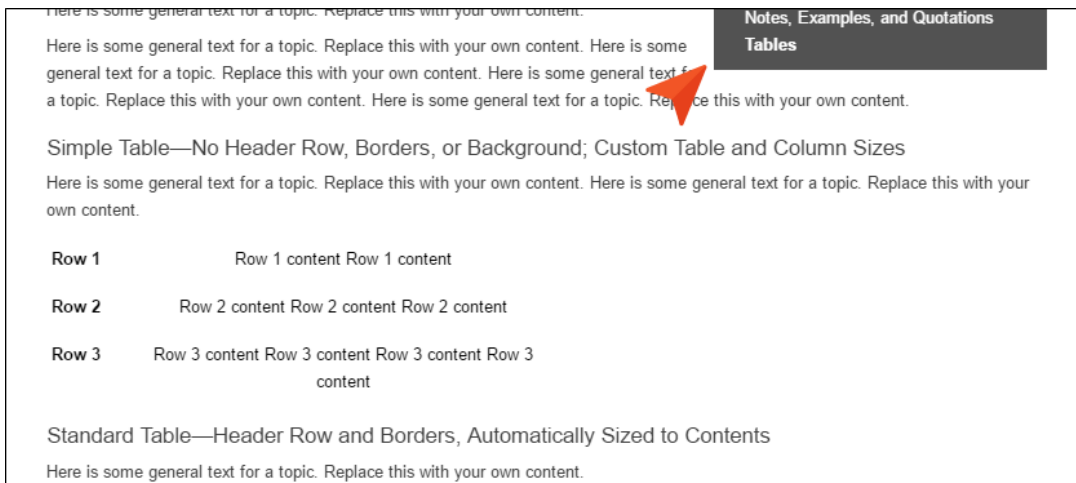 Here is some general text for a topic. Replace this with your own content.
Notes, Examples, and Quotations
Tables
Here is some general text for a topic. Replace this with your own content. Here is some
general text for a topic. Replace this with your own content. Here is some general text
a topic. Replace this with your own content. Here is some general text for a topic. this with your own content.
Simple Table—No Header Row, Borders, or Background; Custom Table and Column Sizes
Here is some general text for a topic. Replace this with your own content. Here is some general text for a topic. Replace this with your
own content.
Row 1 Row 1 content Row 1 content
Row 2 Row 2 content Row 2 content Row 2 content
Row 3 Row 3 content Row 3 content Row 3 content Row 3
content
Standard Table—Header Row and Borders, Automatically Sized to Contents
Here is some general text for a topic. Replace this with your own content.